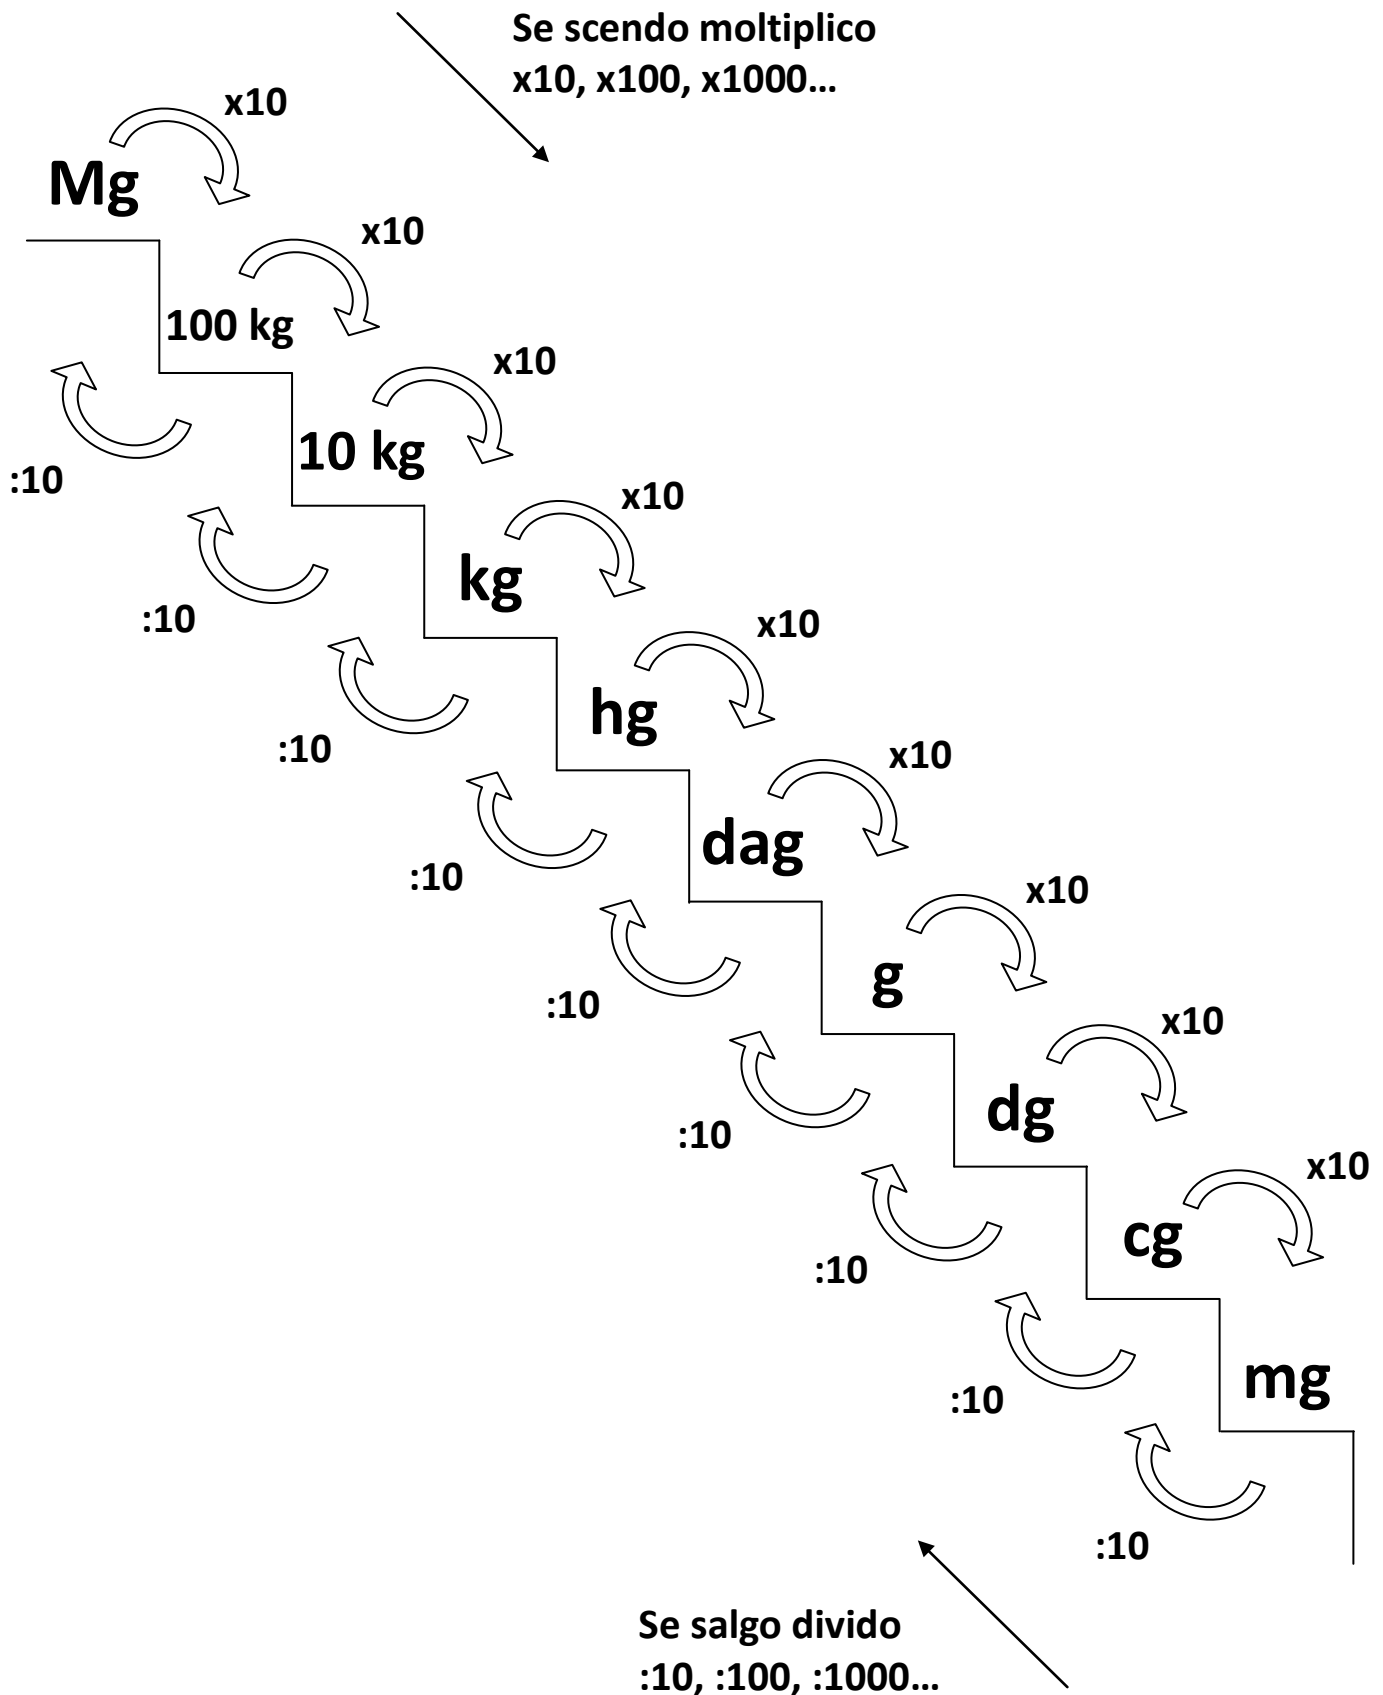 Se scendo moltiplico
x10, x100, x1000...
x10
Mg
x10
100 kg
x10
10 kg
:10
x10
kg
:10
x10
hg
:10
x10
dag
:10
x10
g
:10
x10
dg
:10
x10
cg
:10
mg
:10
:10
Se salgo divido
:10, :100, :1000...